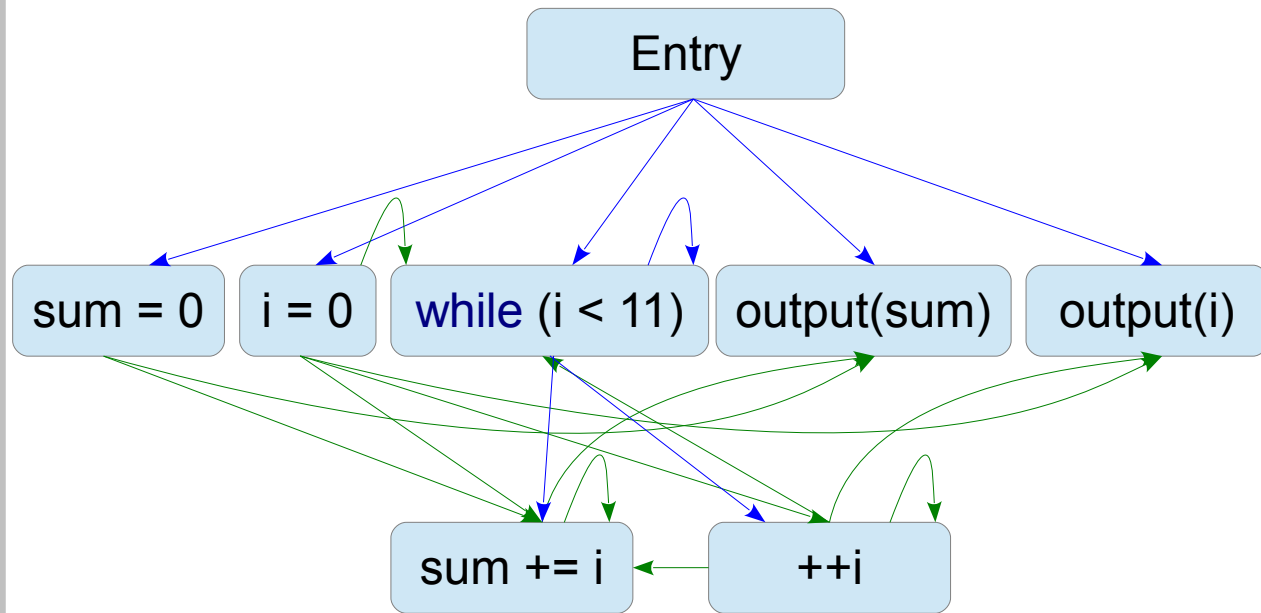 Entry
sum = 0
i = 0
while (i < 11)
output(sum)
output(i)
sum += i
++i